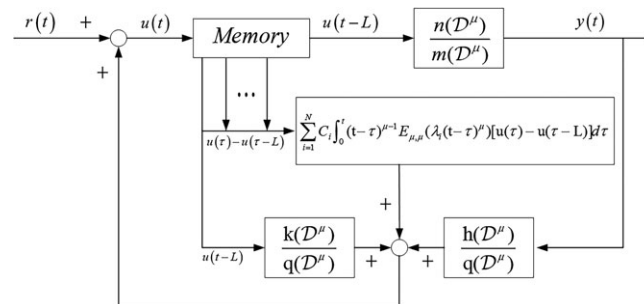 r(t) + u(t) Memory u(t−L) n(𝒟^μ)/m(𝒟^μ) y(t)
+
...
∑_{i=1}^{N} C_i ∫_0^τ (t−τ)^{μ−1} E_{μ,μ}(λ_i(t−τ)^μ)[u(τ)−u(τ−L)]dτ
u(τ)−u(τ−L)
+
k(𝒟^μ)/q(𝒟^μ) h(𝒟^μ)/q(𝒟^μ)
u(t−L) + +